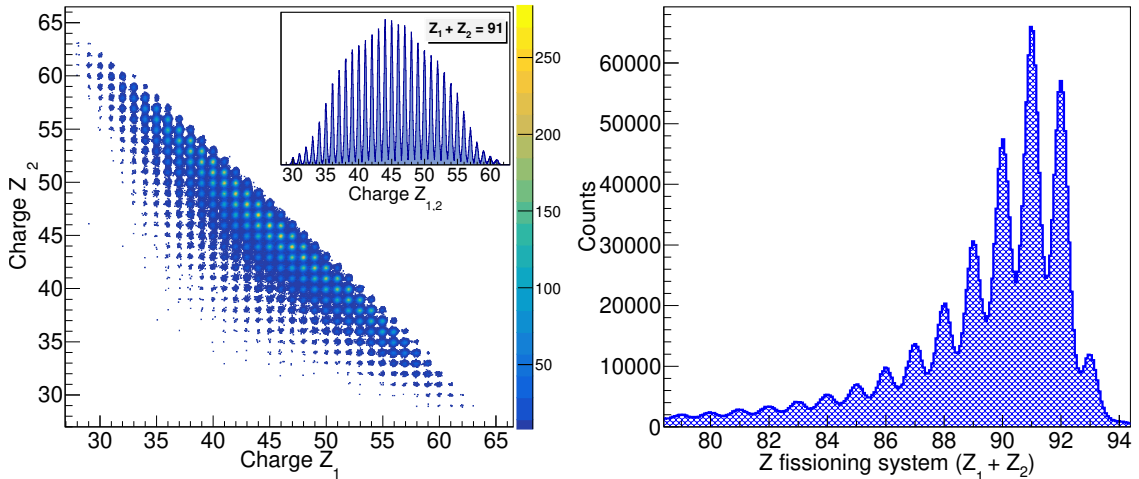 65
60
55
50
45
40
35
30
Charge Z2
30 35 40 45 50 55 60 65
Charge Z1
Z1 + Z2 = 91
30 35 40 45 50 55 60
Charge Z1,2
250
200
150
100
50
60000
50000
40000
30000
20000
10000
0
Counts
80 82 84 86 88 90 92 94
Z fissioning system (Z1 + Z2)